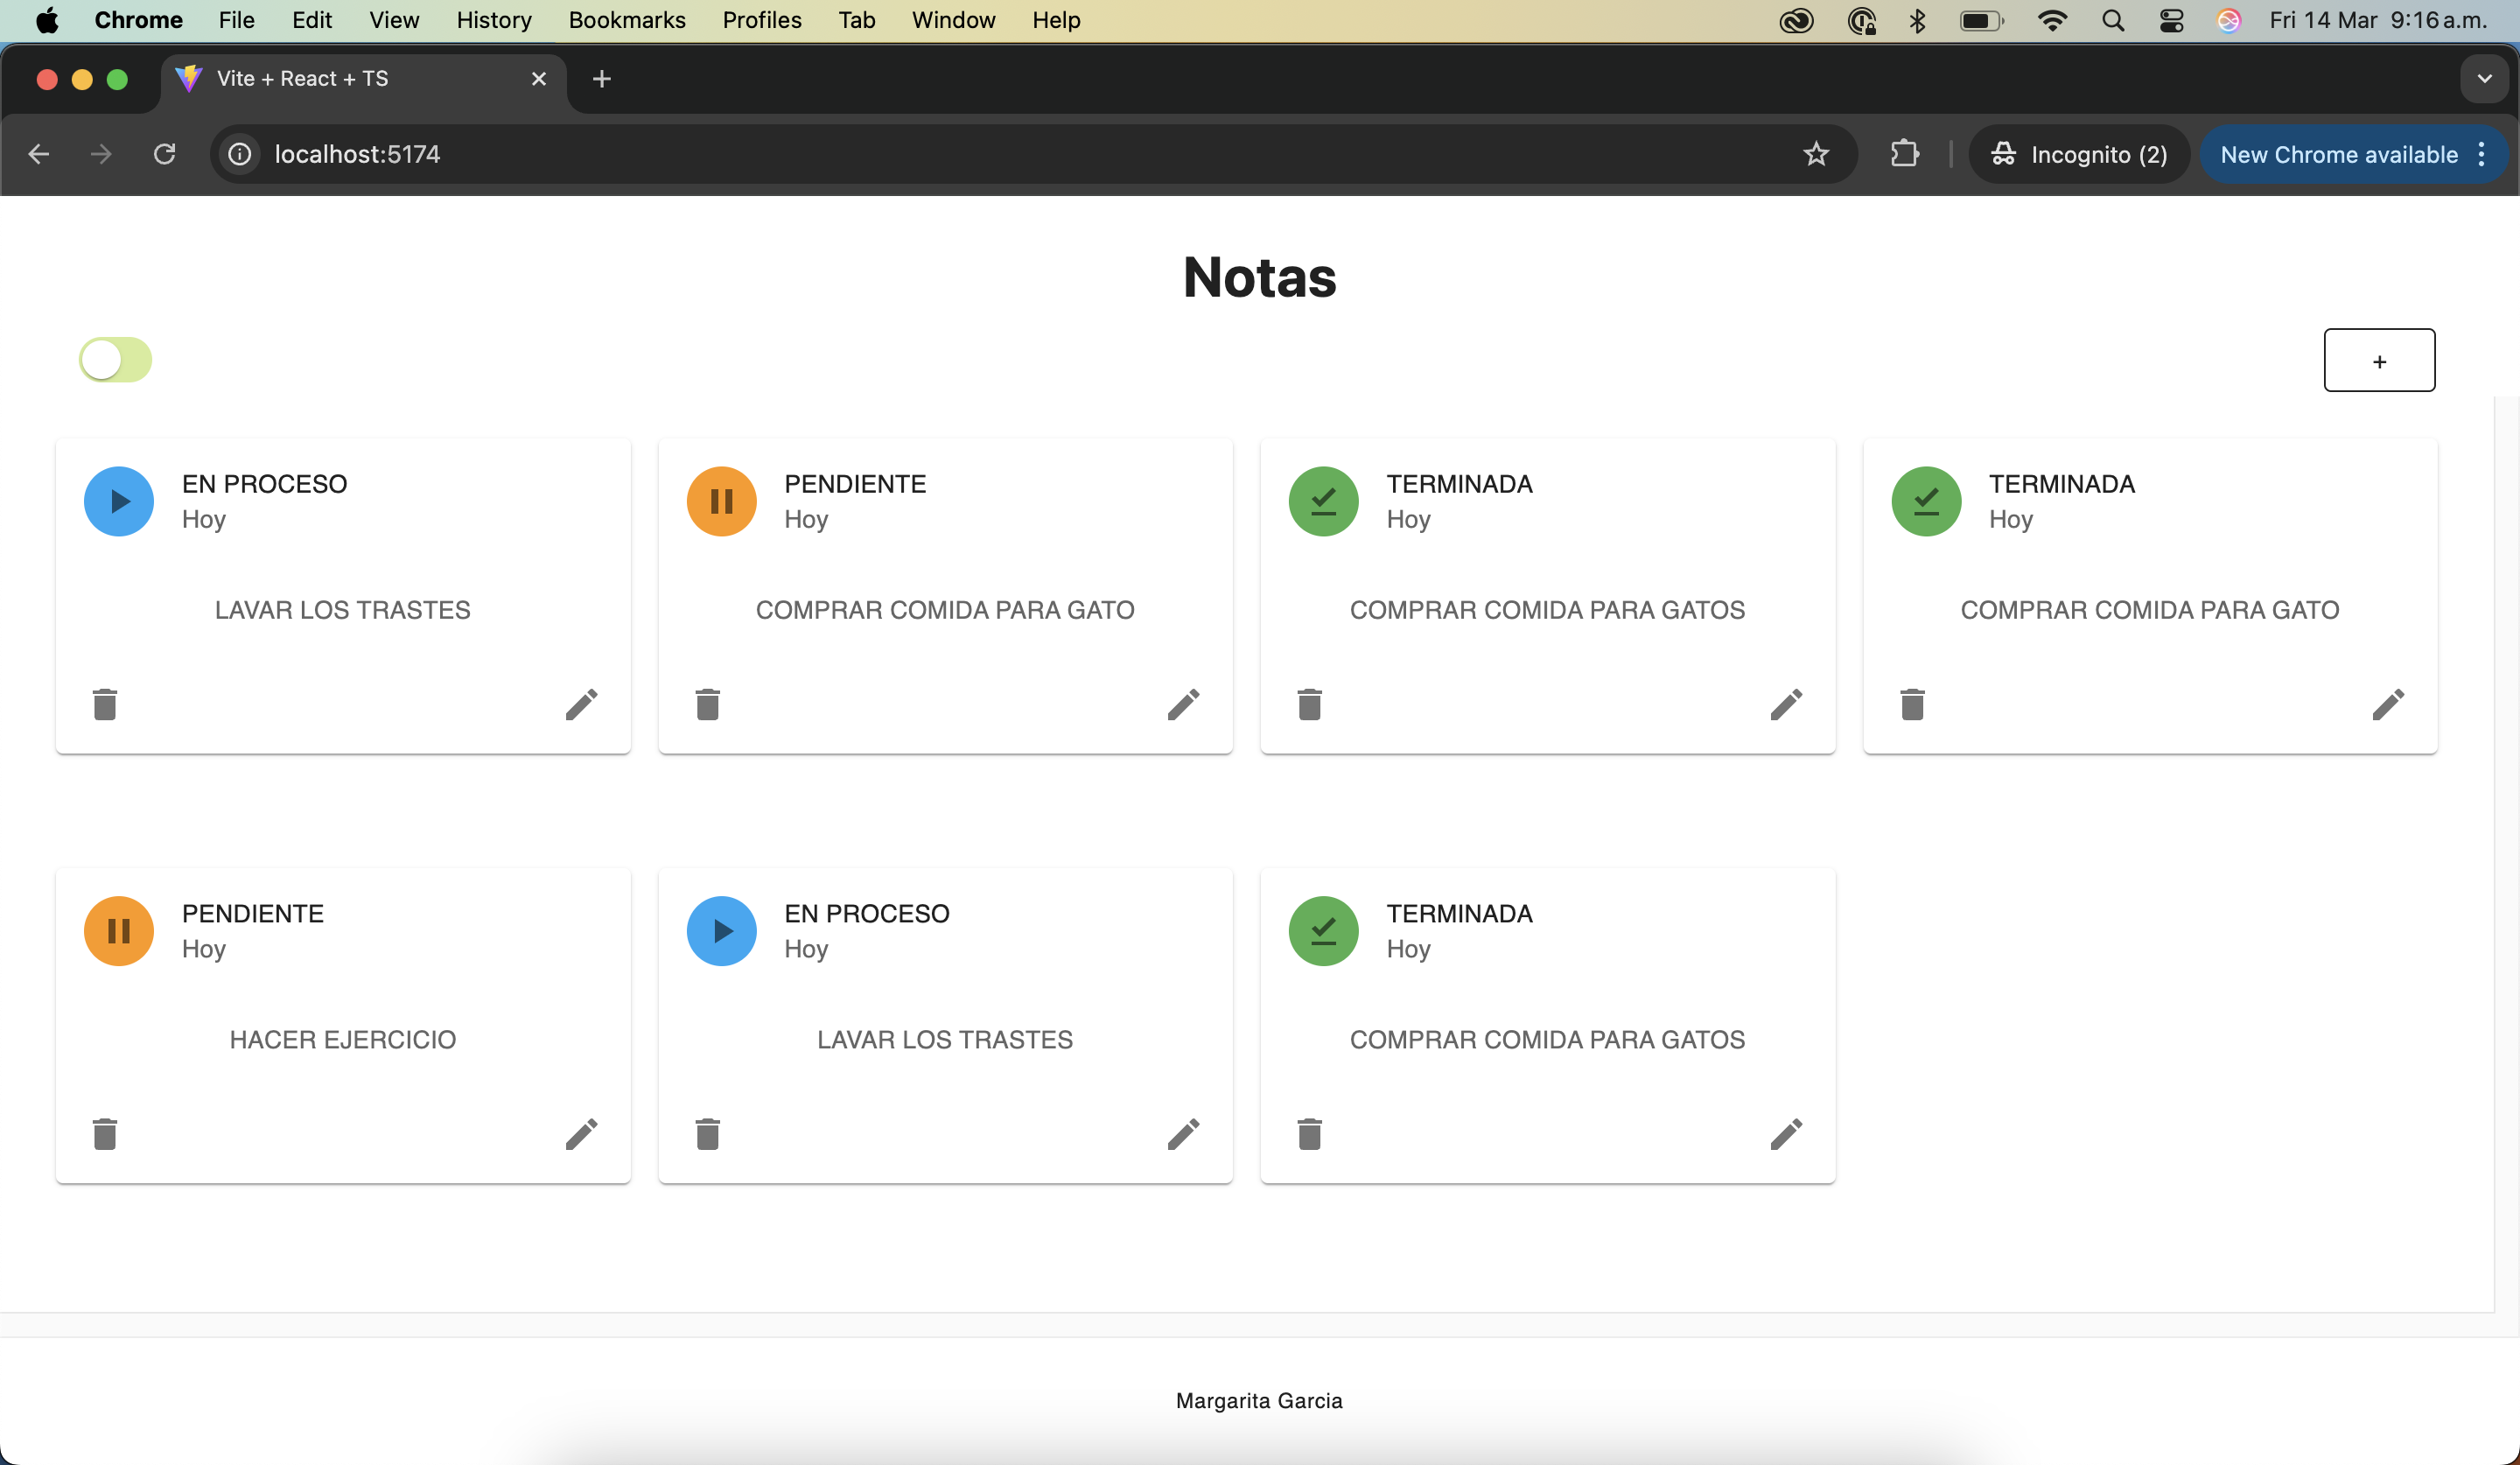 Chrome File Edit View History Bookmarks Profiles Tab Window Help Fri 14 Mar 9:16 a.m.
Vite + React + TS
localhost:5174 Incognito (2) New Chrome available
Notas
+
EN PROCESO
Hoy
LAVAR LOS TRASTES
PENDIENTE
Hoy
COMPRAR COMIDA PARA GATO
TERMINADA
Hoy
COMPRAR COMIDA PARA GATOS
TERMINADA
Hoy
COMPRAR COMIDA PARA GATO
PENDIENTE
Hoy
HACER EJERCICIO
EN PROCESO
Hoy
LAVAR LOS TRASTES
TERMINADA
Hoy
COMPRAR COMIDA PARA GATOS
Margarita Garcia